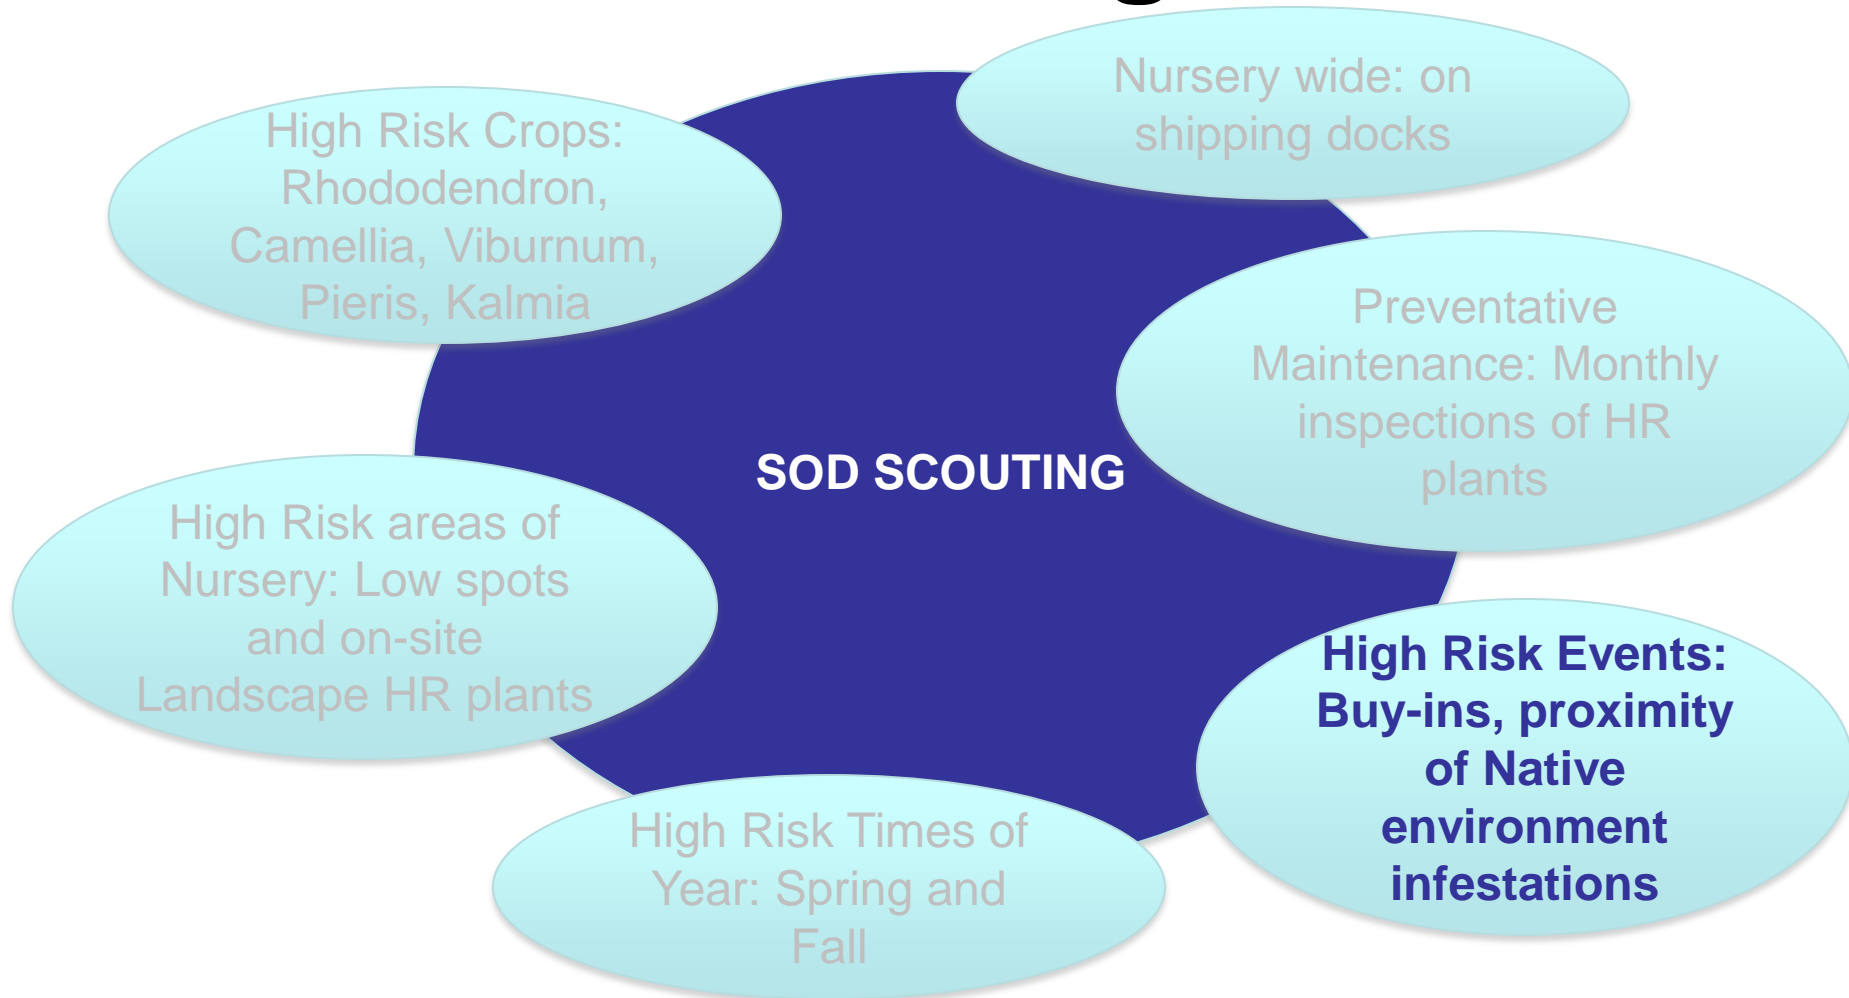 Nursery wide: on
shipping docks
High Risk Crops:
Rhododendron,
Camellia, Viburnum,
Pieris, Kalmia
Preventative
Maintenance: Monthly
inspections of HR
plants
SOD SCOUTING
High Risk areas of
Nursery: Low spots
and on-site
Landscape HR plants
High Risk Events:
Buy-ins, proximity
of Native
environment
infestations
High Risk Times of
Year: Spring and
Fall